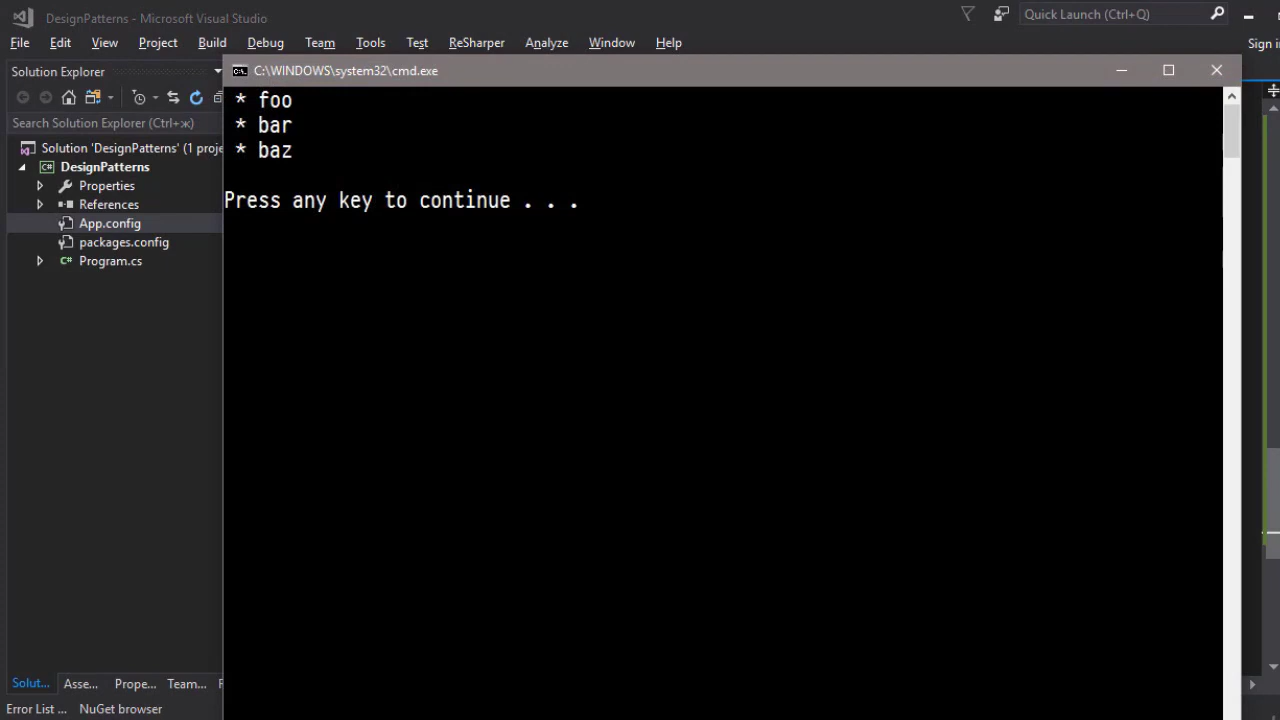 DesignPatterns - Microsoft Visual Studio
Quick Launch (Ctrl+Q)
File Edit View Project Build Debug Team Tools Test ReSharper Analyze Window Help
Sign in
Solution Explorer
C:\WINDOWS\system32\cmd.exe
Search Solution Explorer (Ctrl+ж)
Solution 'DesignPatterns' (1 proje
DesignPatterns
Properties
References
App.config
packages.config
Program.cs
* foo
* bar
* baz
Press any key to continue . . .
Solut... Asse... Prope... Team...
Error List ... NuGet browser